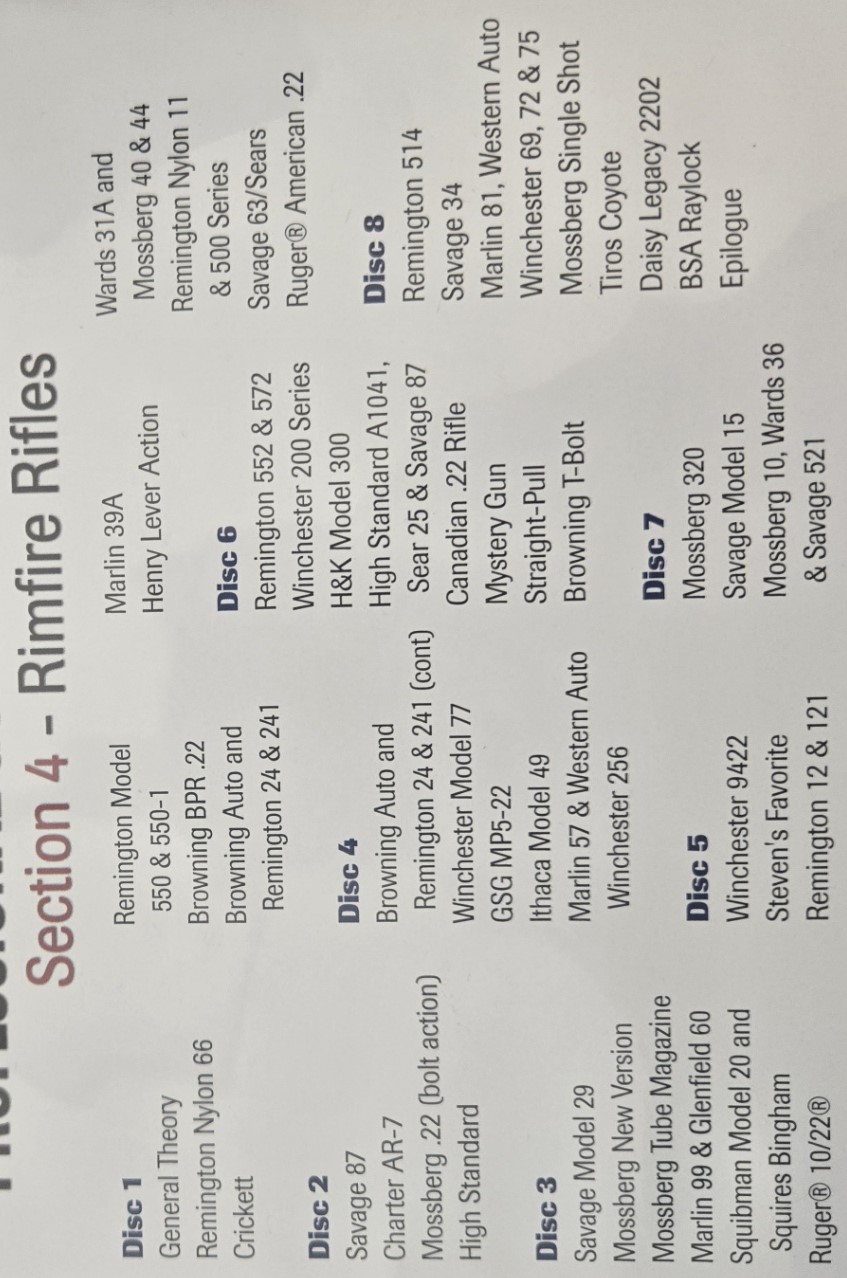 PROFESSIONAL
Section 4 - Rimfire Rifles
Disc 1
General Theory
Remington Nylon 66
Crickett
Disc 2
Savage 87
Charter AR-7
Mossberg .22 (bolt action)
High Standard
Disc 3
Savage Model 29
Mossberg New Version
Mossberg Tube Magazine
Marlin 99 & Glenfield 60
Squibman Model 20 and
Squires Bingham
Ruger® 10/22®
Remington Model
550 & 550-1
Browning BPR .22
Browning Auto and
Remington 24 & 241
Disc 4
Browning Auto and
Remington 24 & 241 (cont)
Winchester Model 77
GSG MP5-22
Ithaca Model 49
Marlin 57 & Western Auto
Winchester 256
Disc 5
Winchester 9422
Steven's Favorite
Remington 12 & 121
Marlin 39A
Henry Lever Action
Disc 6
Remington 552 & 572
Winchester 200 Series
H&K Model 300
High Standard A1041,
Sear 25 & Savage 87
Canadian .22 Rifle
Mystery Gun
Straight-Pull
Browning T-Bolt
Disc 7
Mossberg 320
Savage Model 15
Mossberg 10, Wards 36
& Savage 521
Wards 31A and
Mossberg 40 & 44
Remington Nylon 11
& 500 Series
Savage 63/Sears
Ruger® American .22
Disc 8
Remington 514
Savage 34
Marlin 81, Western Auto
Winchester 69, 72 & 75
Mossberg Single Shot
Tiros Coyote
Daisy Legacy 2202
BSA Raylock
Epilogue